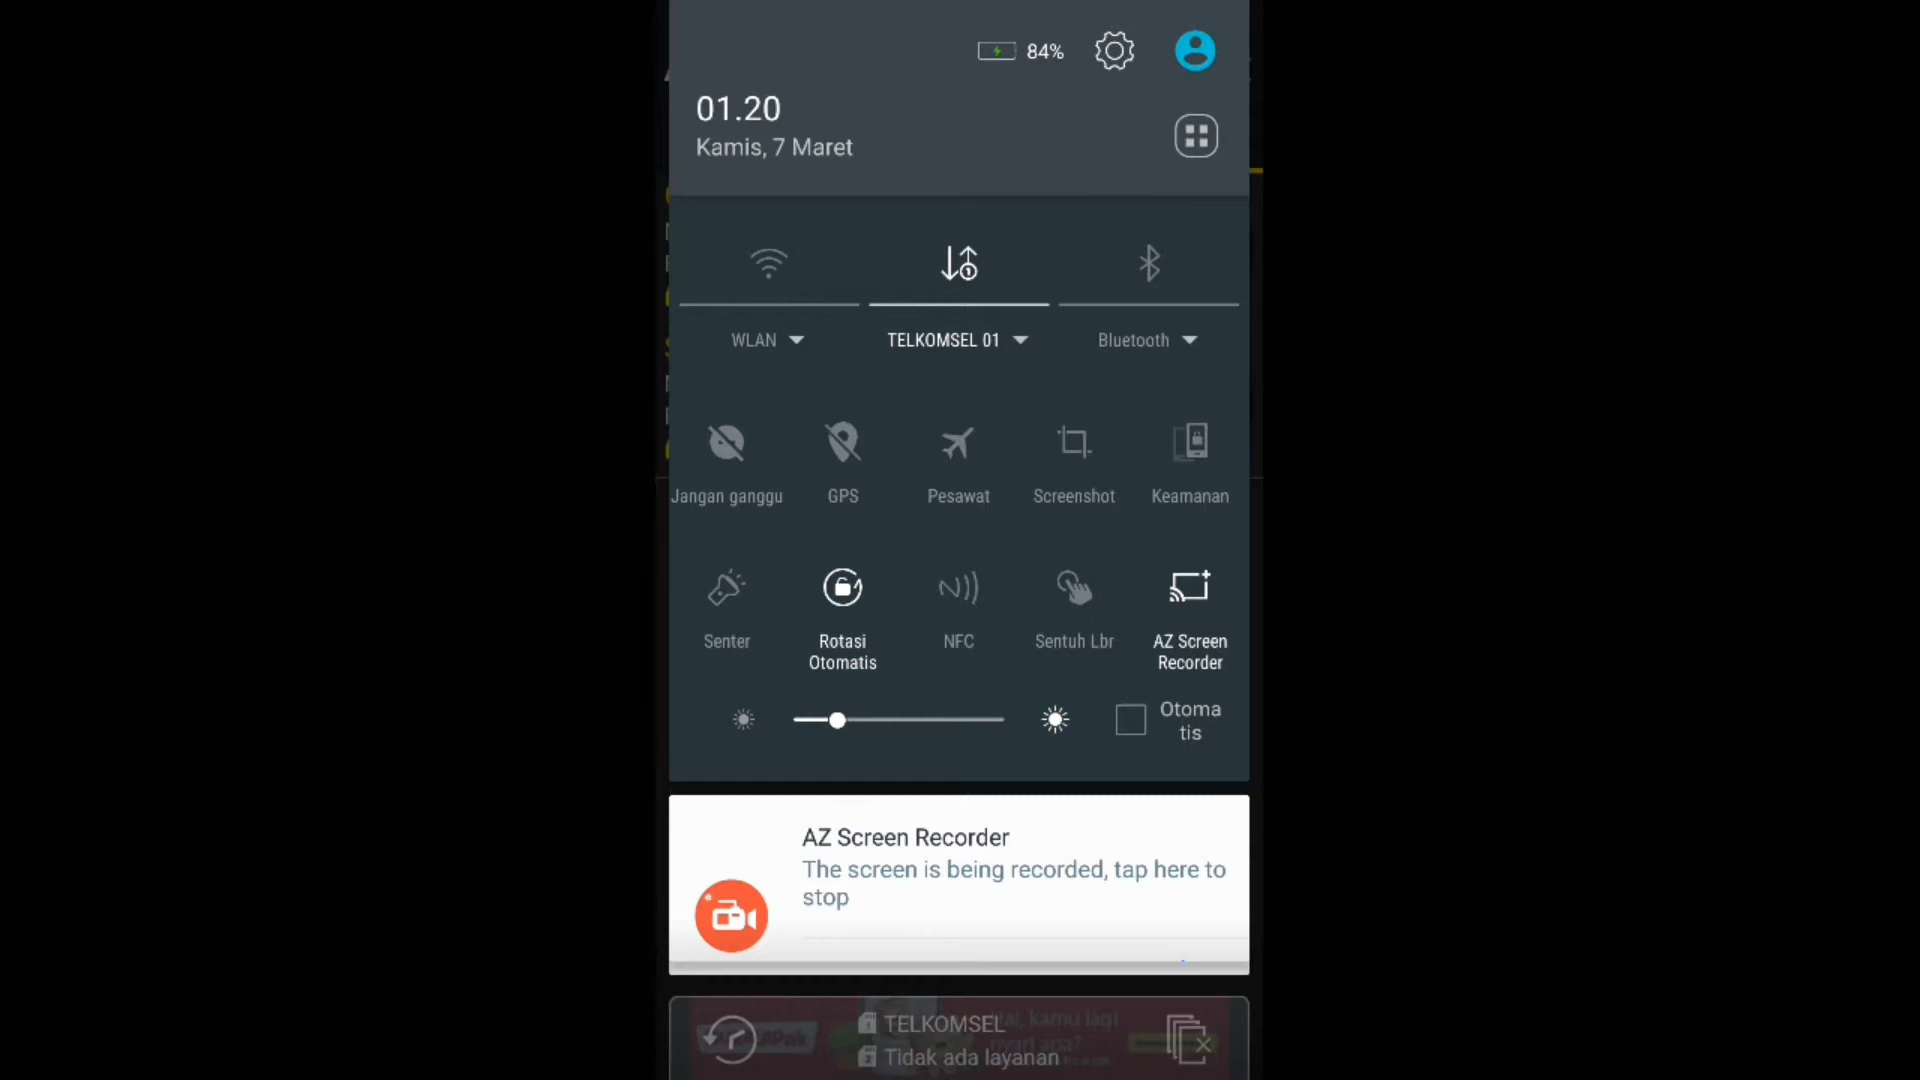 84%
01.20
Kamis, 7 Maret
WLAN TELKOMSEL 01 Bluetooth
Jangan ganggu GPS Pesawat Screenshot Keamanan
Senter Rotasi Otomatis NFC Sentuh Lbr AZ Screen Recorder
Otoma
tis
AZ Screen Recorder
The screen is being recorded, tap here to
stop
TELKOMSEL
Tidak ada layanan